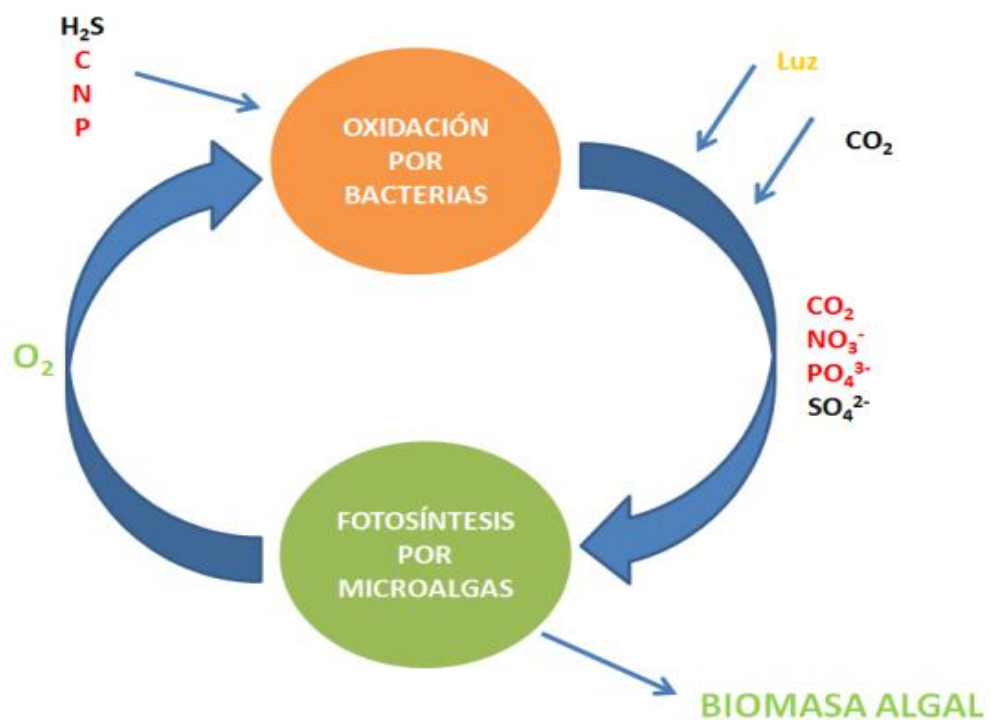 H₂S
C
N
P
OXIDACIÓN
POR
BACTERIAS
Luz
CO₂
O₂
CO₂
NO₃⁻
PO₄³⁻
SO₄²⁻
FOTOSÍNTESIS
POR
MICROALGAS
BIOMASA ALGAL